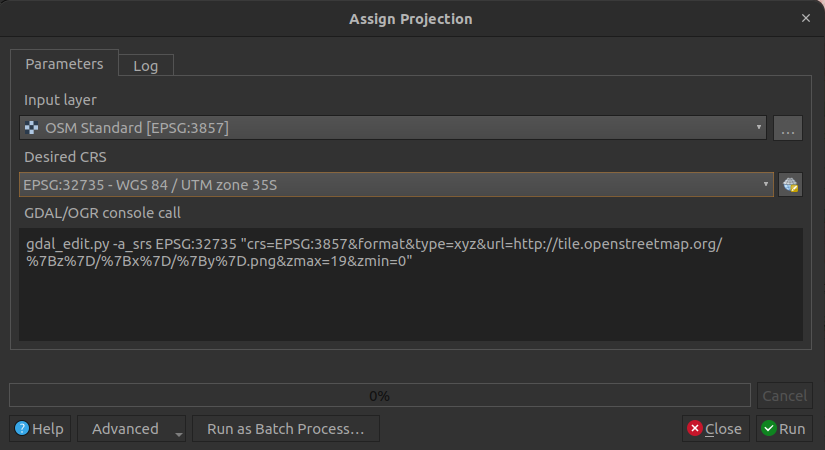 Assign Projection
Parameters
Log
Input layer
OSM Standard [EPSG:3857]
...
Desired CRS
EPSG:32735 - WGS 84 / UTM zone 35S
GDAL/OGR console call
gdal_edit.py -a_srs EPSG:32735 "crs=EPSG:3857&format&type=xyz&url=http://tile.openstreetmap.org/
%7Bz%7D/%7Bx%7D/%7By%7D.png&zmax=19&zmin=0"
0%
Cancel
Help
Advanced
Run as Batch Process...
Close
Run